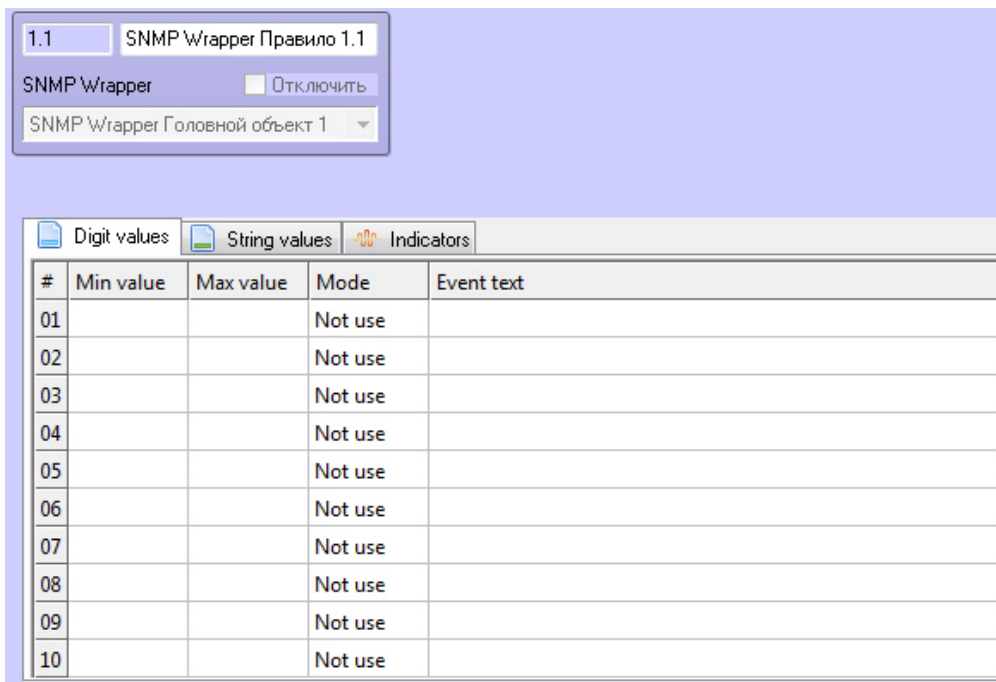 1.1 SNMP Wrapper Правило 1.1
SNMP Wrapper Отключить
SNMP Wrapper Головной объект 1
Digit values String values Indicators
# Min value Max value Mode Event text
01 Not use
02 Not use
03 Not use
04 Not use
05 Not use
06 Not use
07 Not use
08 Not use
09 Not use
10 Not use